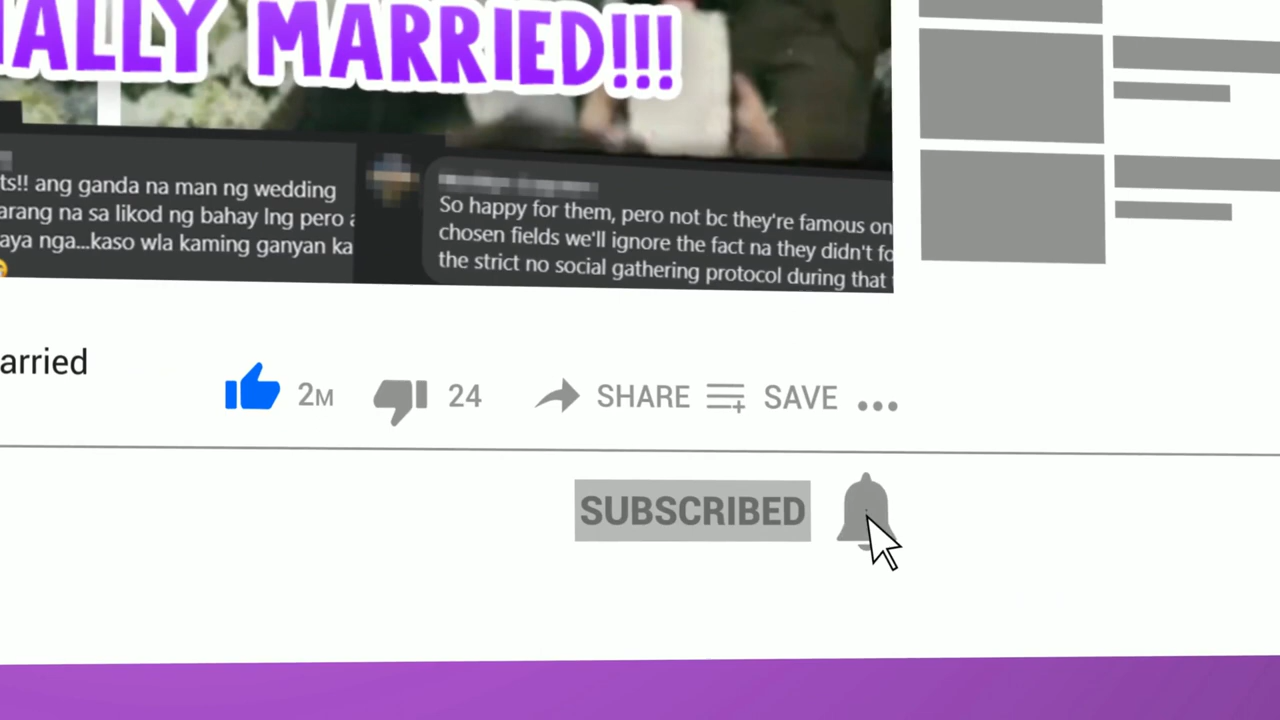 ALLY MARRIED!!!
ts!! ang ganda na man ng wedding
arang na sa likod ng bahay lng pero a
aya nga...kaso wla kaming ganyan ka
So happy for them, pero not bc they're famous on
chosen fields we'll ignore the fact na they didn't fo
the strict no social gathering protocol during that
arried
2M
24
SHARE
SAVE
SUBSCRIBED